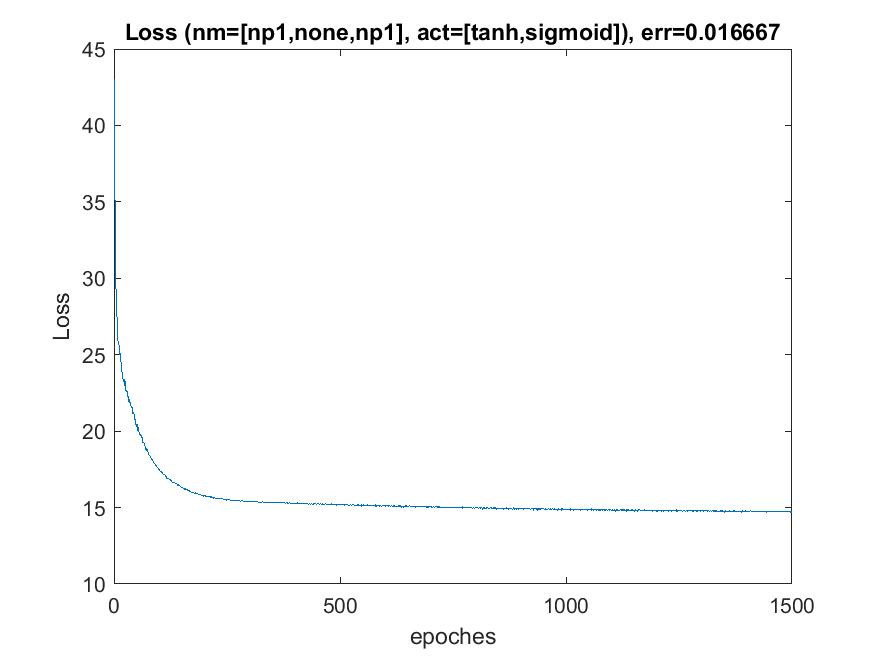 Loss (nm=[np1,none,np1], act=[tanh,sigmoid]), err=0.016667
45
40
35
30
25
20
15
10
Loss
0 500 1000 1500
epoches